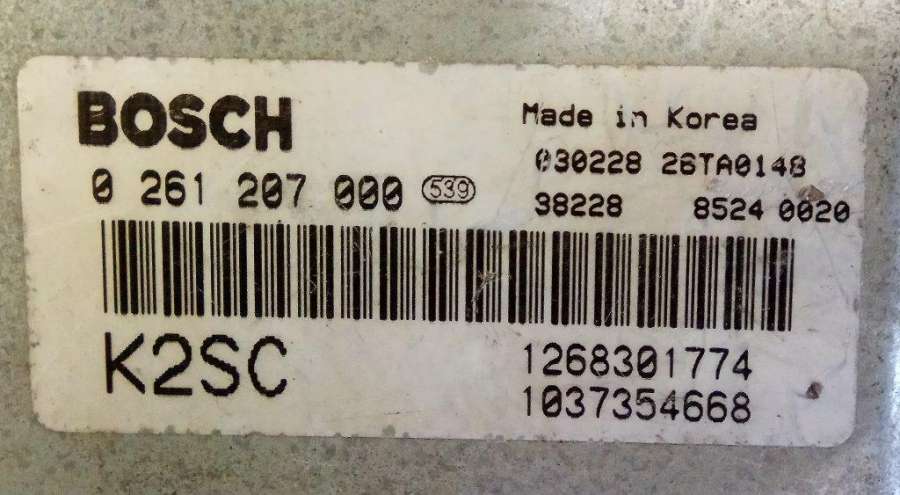 BOSCH
Made in Korea
0 261 207 000 539
030228 26TA0148
38228 8524 0020
K2SC
1268301774
1037354668